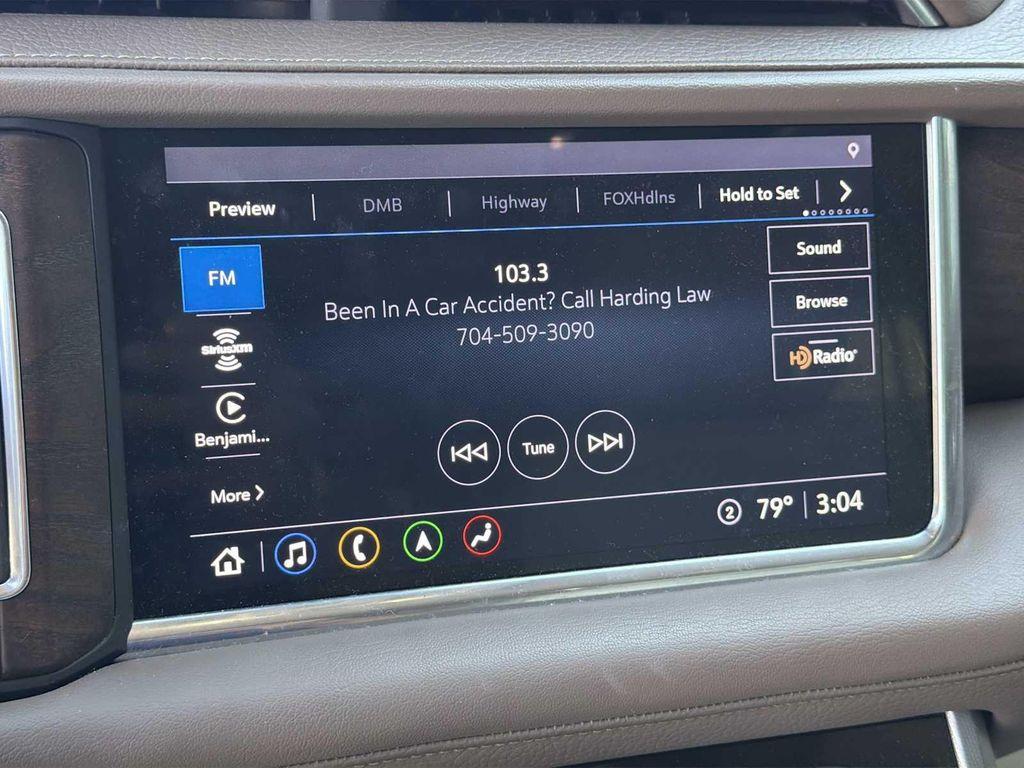 Preview
DMB
Highway
FOXHdlns
Hold to Set
FM
SiriusXM
Benjami...
More
103.3
Been In A Car Accident? Call Harding Law
704-509-3090
Tune
Sound
Browse
HD Radio
2
79°
3:04